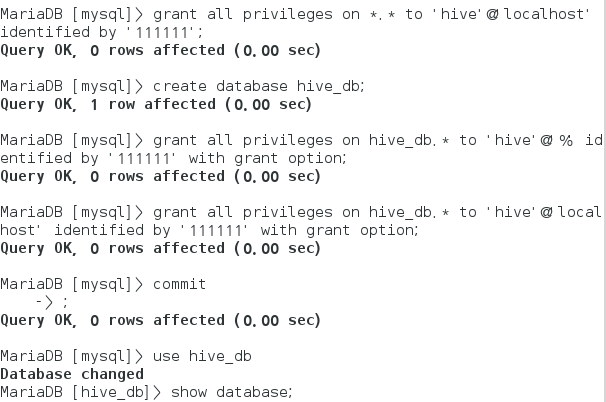 MariaDB [mysql]> grant all privileges on *.* to 'hive'@localhost'
identified by '111111';
Query OK, 0 rows affected (0.00 sec)
MariaDB [mysql]> create database hive_db;
Query OK, 1 row affected (0.00 sec)
MariaDB [mysql]> grant all privileges on hive_db.* to 'hive'@% id
entified by '111111' with grant option;
Query OK, 0 rows affected (0.00 sec)
MariaDB [mysql]> grant all privileges on hive_db.* to 'hive'@local
host' identified by '111111' with grant option;
Query OK, 0 rows affected (0.00 sec)
MariaDB [mysql]> commit
-> ;
Query OK, 0 rows affected (0.00 sec)
MariaDB [mysql]> use hive_db
Database changed
MariaDB [hive_db]> show database;